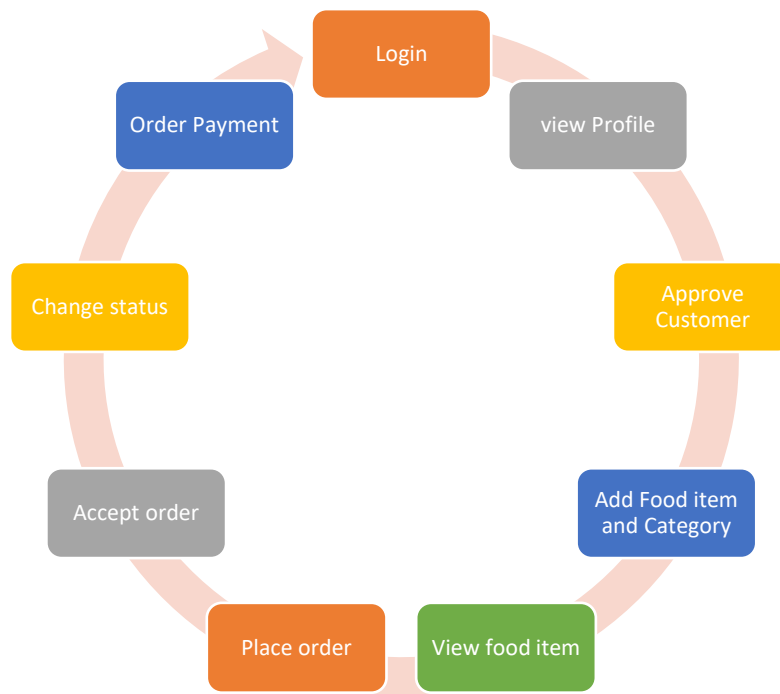 Login
view Profile
Approve
Customer
Add Food item
and Category
View food item
Place order
Accept order
Change status
Order Payment